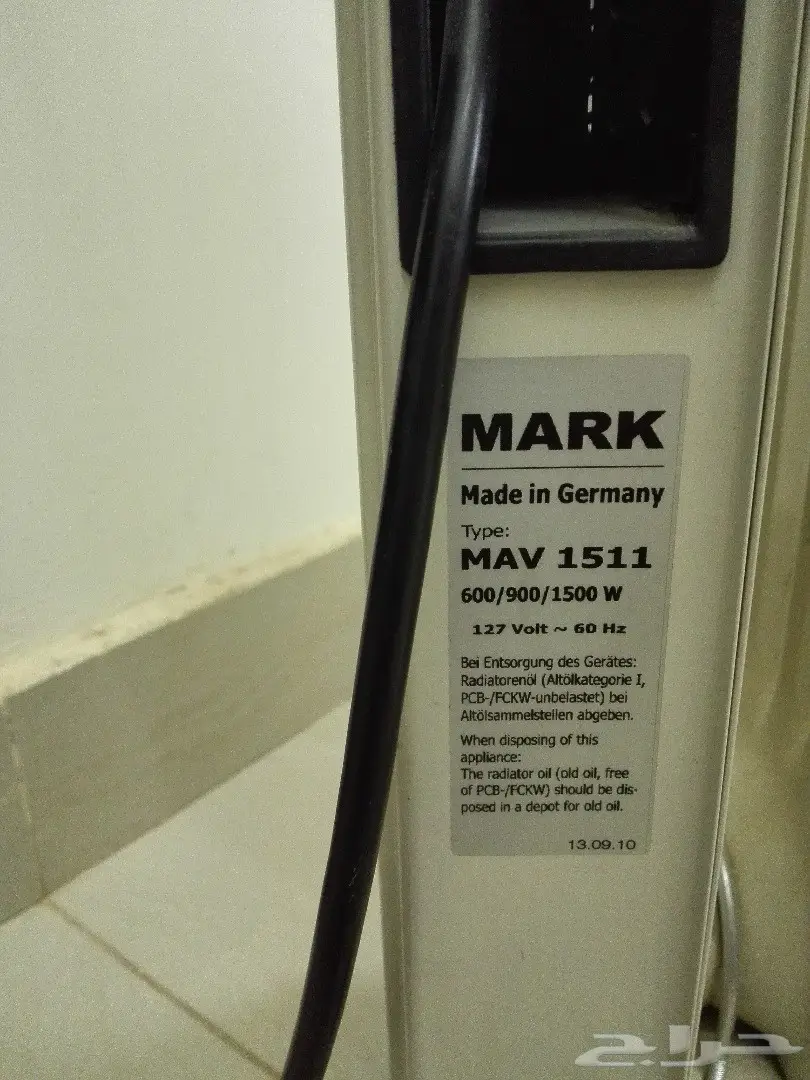 MARK
Made in Germany
Type:
MAV 1511
600/900/1500 W
127 Volt ~ 60 Hz
Bei Entsorgung des Gerätes:
Radiatorenöl (Altölkategorie I,
PCB-/FCKW-unbelastet) bei
Altölsammelstellen abgeben.
When disposing of this
appliance:
The radiator oil (old oil, free
of PCB-/FCKW) should be dis-
posed in a depot for old oil.
13.09.10
حراج